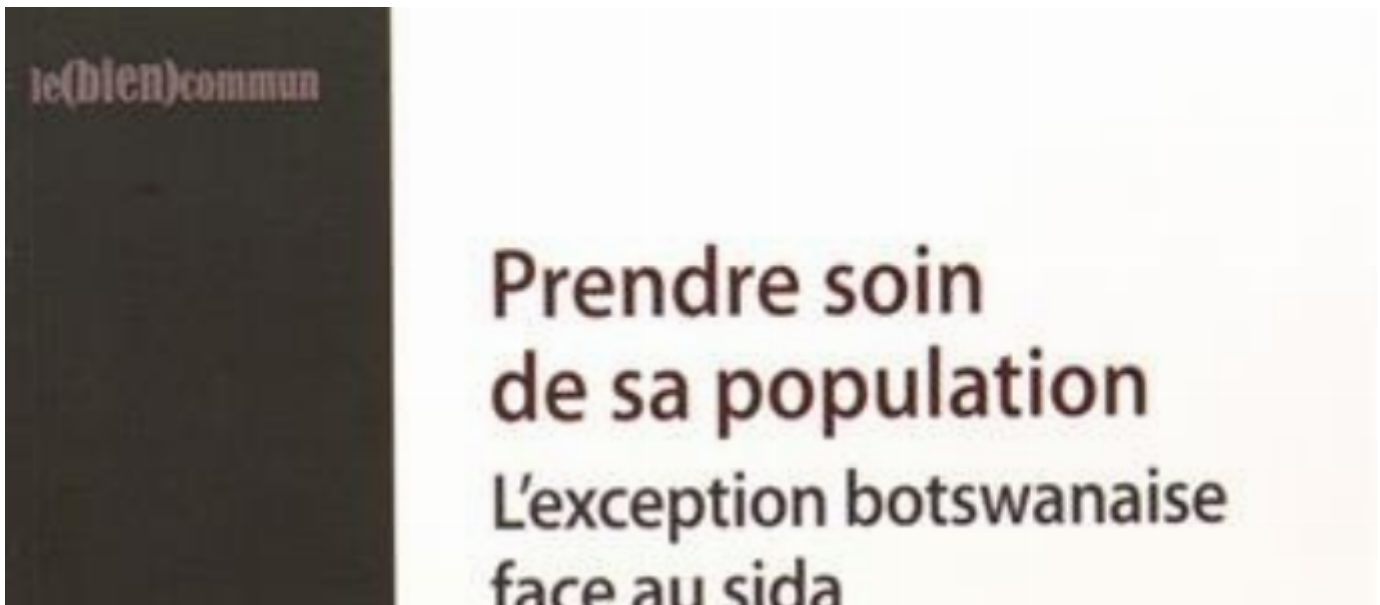 le(bien)commun
Prendre soin
de sa population
L'exception botswanaise
face au sida